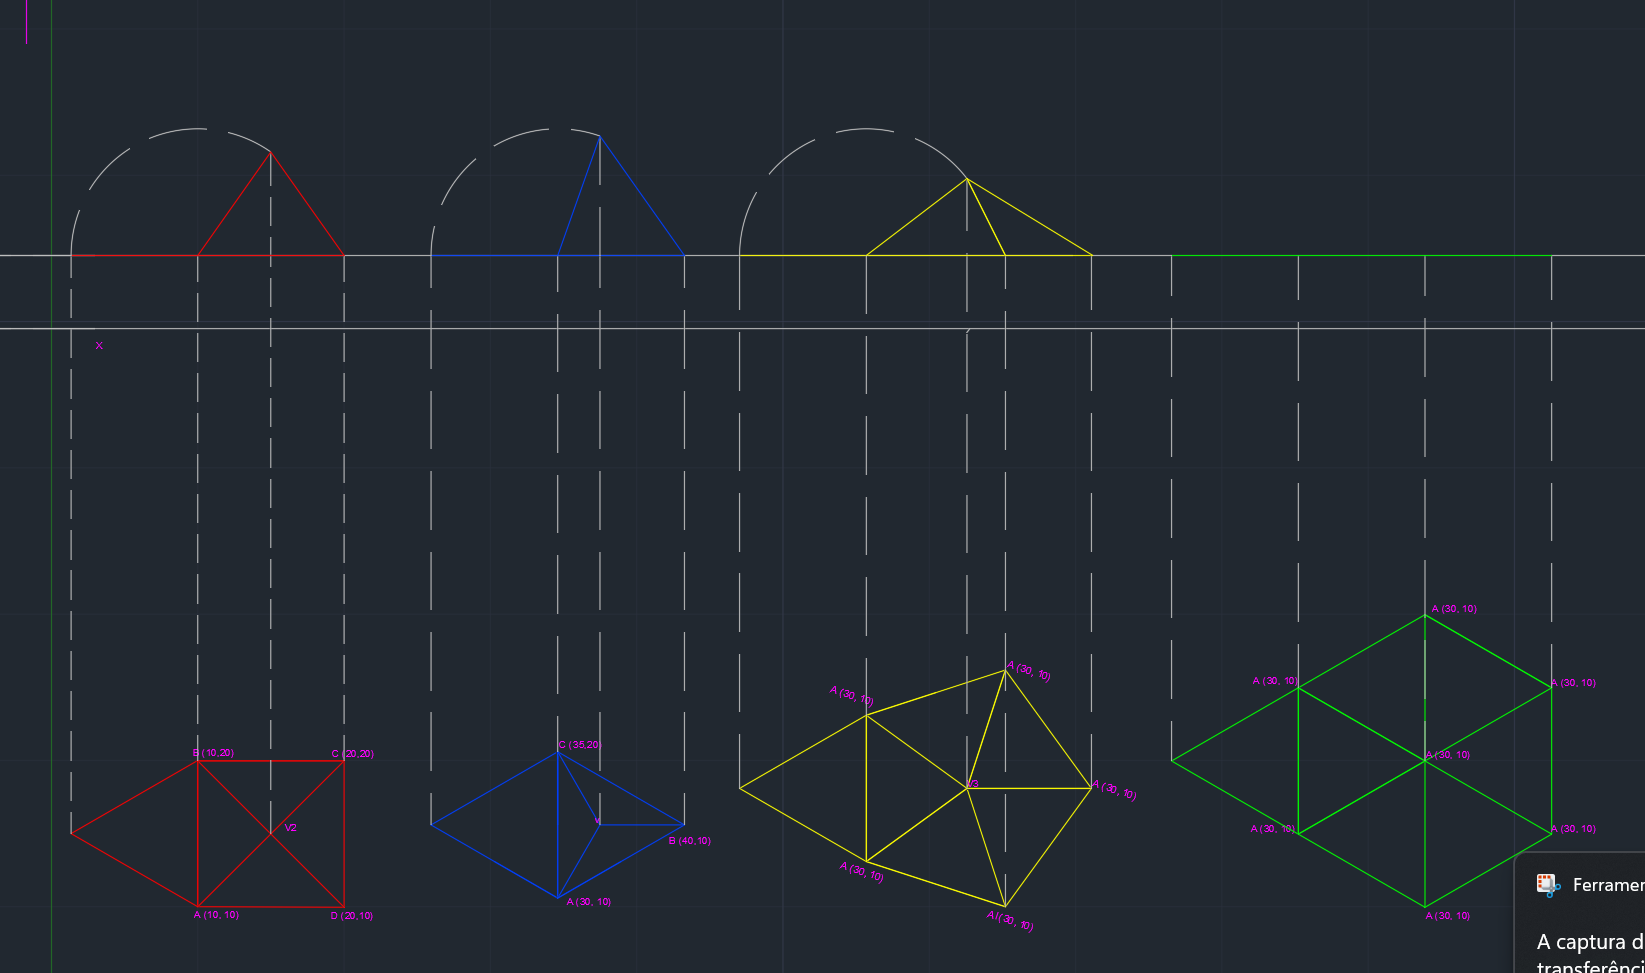 X
A (30, 10)
A (30, 10)
A (30, 10)
A (30, 10)
A (30, 10)
B (10,20)
C (20,20)
C (35,20)
A (30, 10)
V3
A (30, 10)
V2
V
B (40,10)
A (30, 10)
A (30, 10)
A (30, 10)
A (10, 10)
D (20,10)
A (30, 10)
A (30, 10)
A (30, 10)
Ferramen
A captura d
transferênci